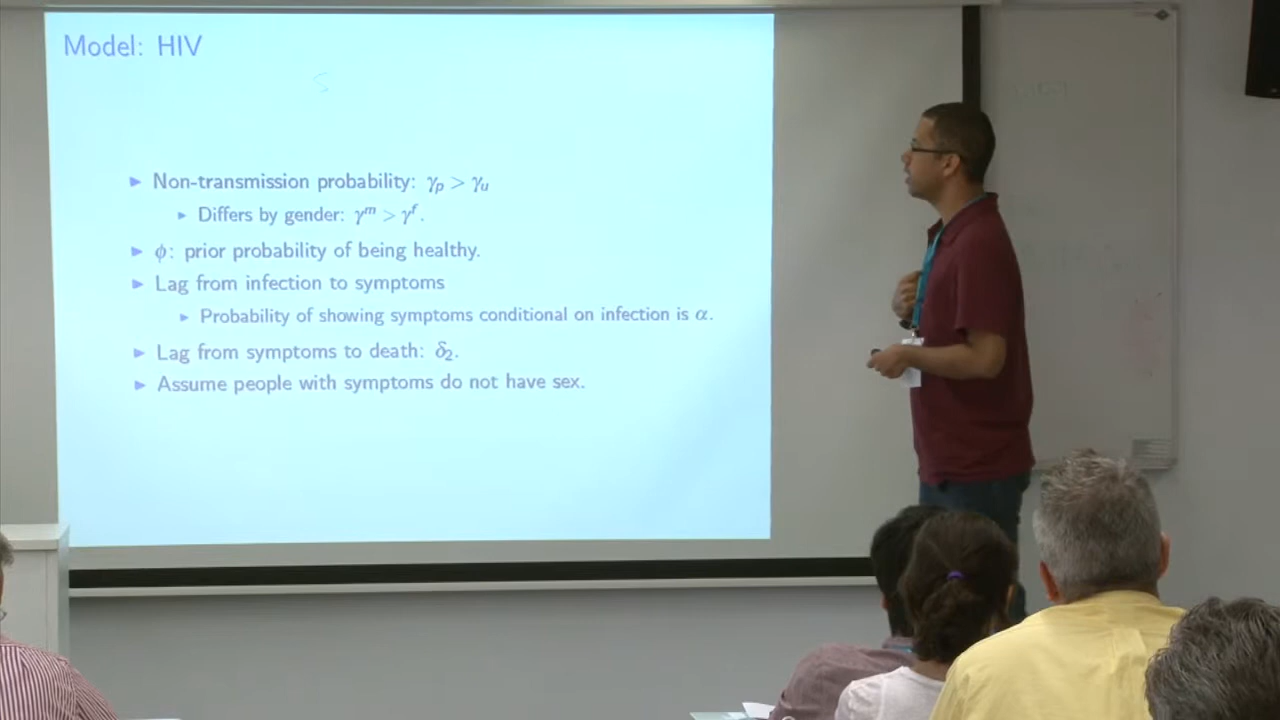 Model: HIV
▶ Non-transmission probability: γₚ > γᵤ
▶ Differs by gender: γᵐ > γᶠ.
▶ ϕ: prior probability of being healthy.
▶ Lag from infection to symptoms
▶ Probability of showing symptoms conditional on infection is α.
▶ Lag from symptoms to death: δ₂.
▶ Assume people with symptoms do not have sex.